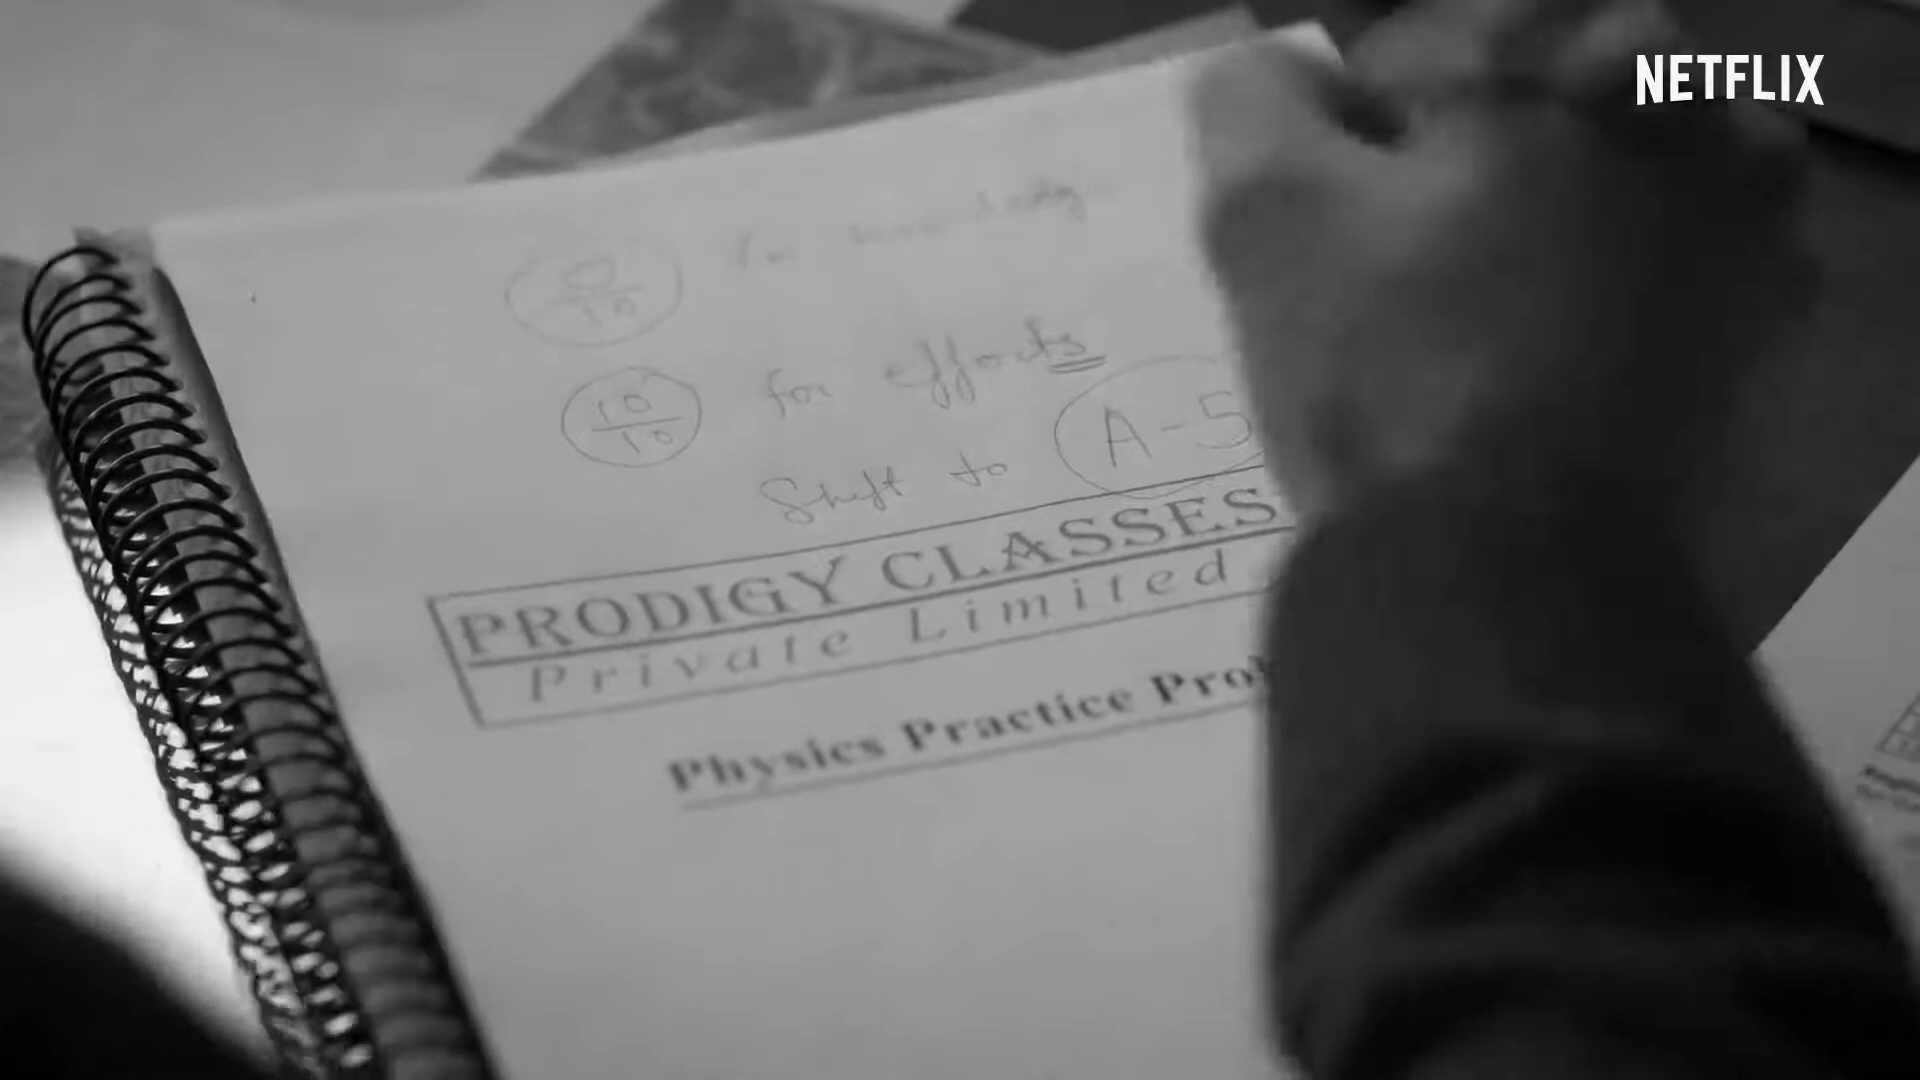 NETFLIX
0/10
10/10 for efforts
Shift to A-5
PRODIGY CLASSES
Private Limited
Physics Practice